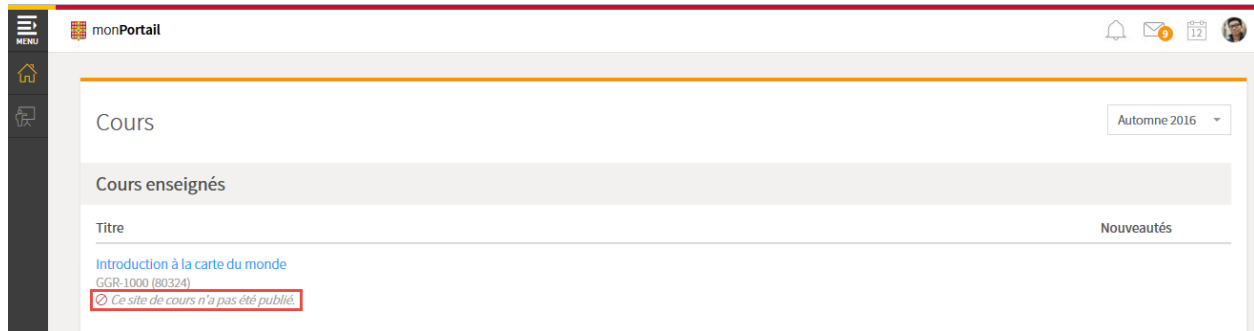 MENU
monPortail
9
12
Cours
Automne 2016
Cours enseignés
Titre
Nouveautés
Introduction à la carte du monde
GGR-1000 (80324)
Ce site de cours n'a pas été publié.